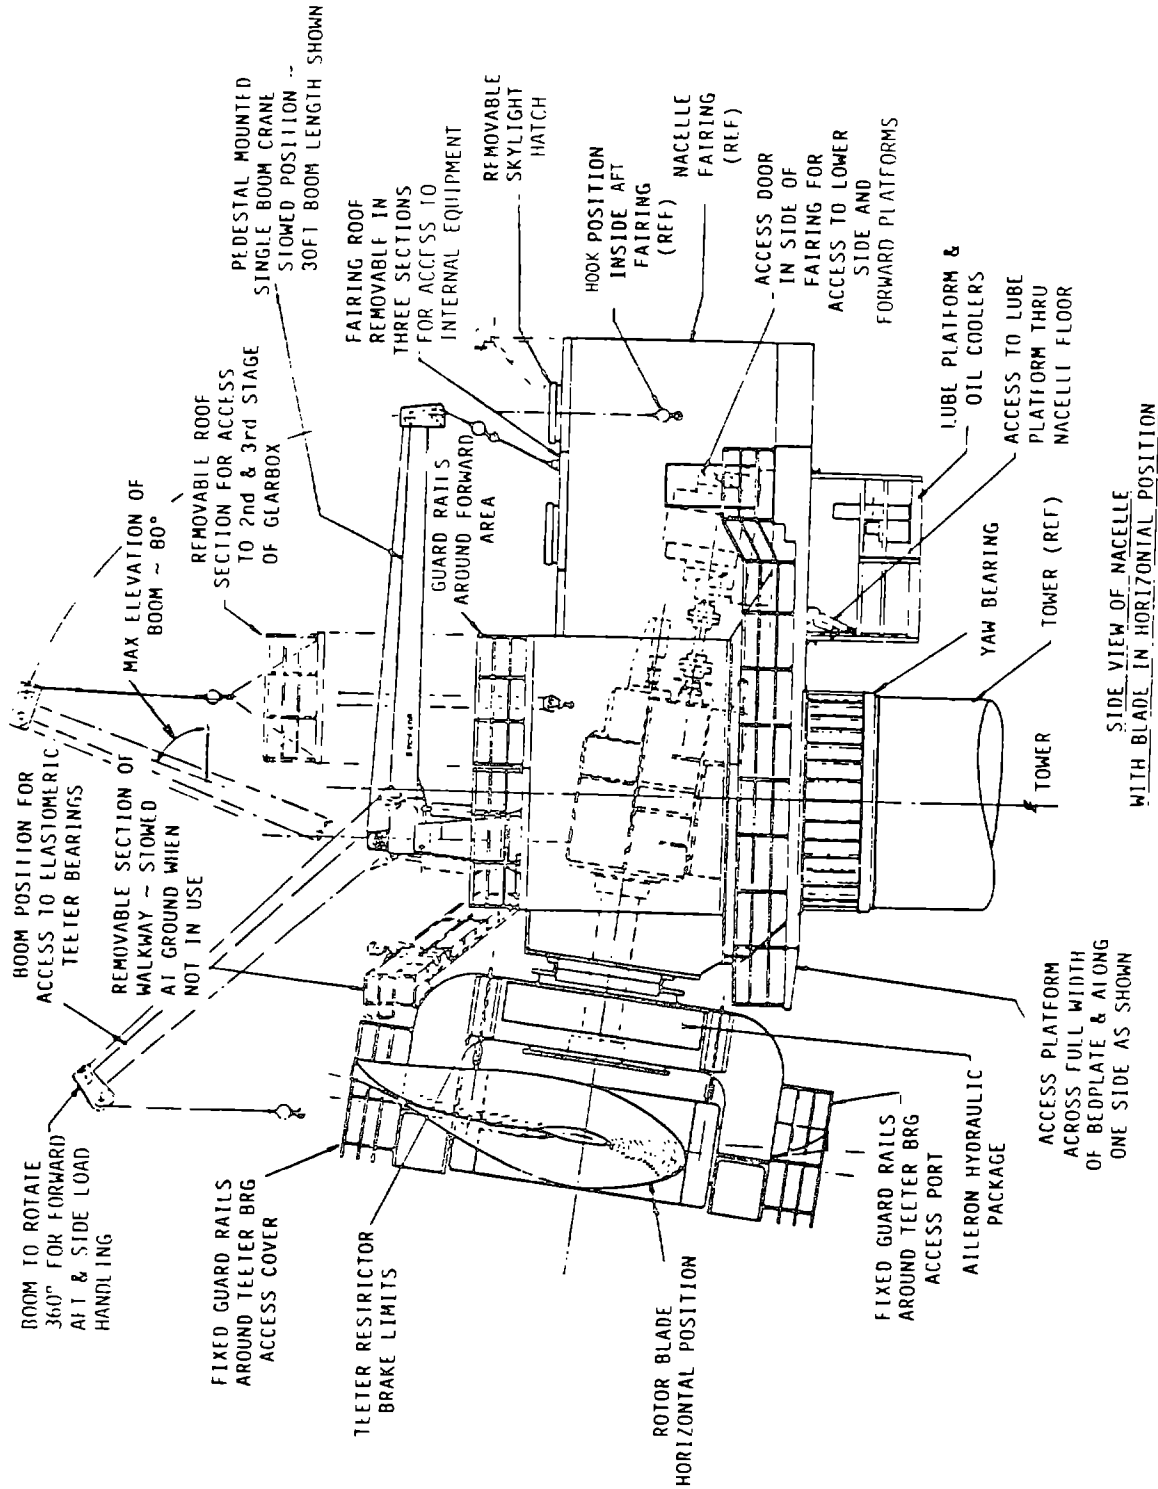 BOOM TO ROTATE
360° FOR FORWARD
AFT & SIDE LOAD
HANDLING
BOOM POSITION FOR
ACCESS TO ELASTOMERIC
TEETER BEARINGS
REMOVABLE SECTION OF
WALKWAY ~ STOWED
AT GROUND WHEN
NOT IN USE
MAX ELEVATION OF
BOOM ~ 80°
REMOVABLE ROOF
SECTION FOR ACCESS
TO 2nd & 3rd STAGE
OF GEARBOX
PEDESTAL MOUNTED
SINGLE BOOM CRANE
STOWED POSITION ~
30FT BOOM LENGTH SHOWN
FAIRING ROOF
REMOVABLE IN
THREE SECTIONS
FOR ACCESS TO
INTERNAL EQUIPMENT
GUARD RAILS
AROUND FORWARD
AREA
REMOVABLE
SKYLIGHT
HATCH
HOOK POSITION
INSIDE AFT
FAIRING
(REF)
NACELLE
FAIRING
(REF)
ACCESS DOOR
IN SIDE OF
FAIRING FOR
ACCESS TO LOWER
SIDE AND
FORWARD PLATFORMS
LUBE PLATFORM &
OIL COOLERS
ACCESS TO LUBE
PLATFORM THRU
NACELLE FLOOR
YAW BEARING
TOWER (REF)
TOWER
FIXED GUARD RAILS
AROUND TEETER BRG
ACCESS COVER
TEETER RESTRICTOR
BRAKE LIMITS
ROTOR BLADE
HORIZONTAL POSITION
FIXED GUARD RAILS
AROUND TEETER BRG
ACCESS PORT
AILERON HYDRAULIC
PACKAGE
ACCESS PLATFORM
ACROSS FULL WIDTH
OF BEDPLATE & ALONG
ONE SIDE AS SHOWN
SIDE VIEW OF NACELLE
WITH BLADE IN HORIZONTAL POSITION